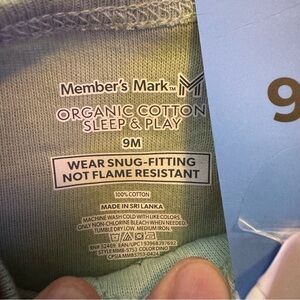 Member's Mark™ M
ORGANIC COTTON
SLEEP & PLAY
9M
WEAR SNUG-FITTING
NOT FLAME RESISTANT
100% COTTON
MADE IN SRI LANKA
MACHINE WASH COLD WITH LIKE COLORS.
ONLY NON-CHLORINE BLEACH WHEN NEEDED.
TUMBLE DRY LOW. MEDIUM IRON.
9